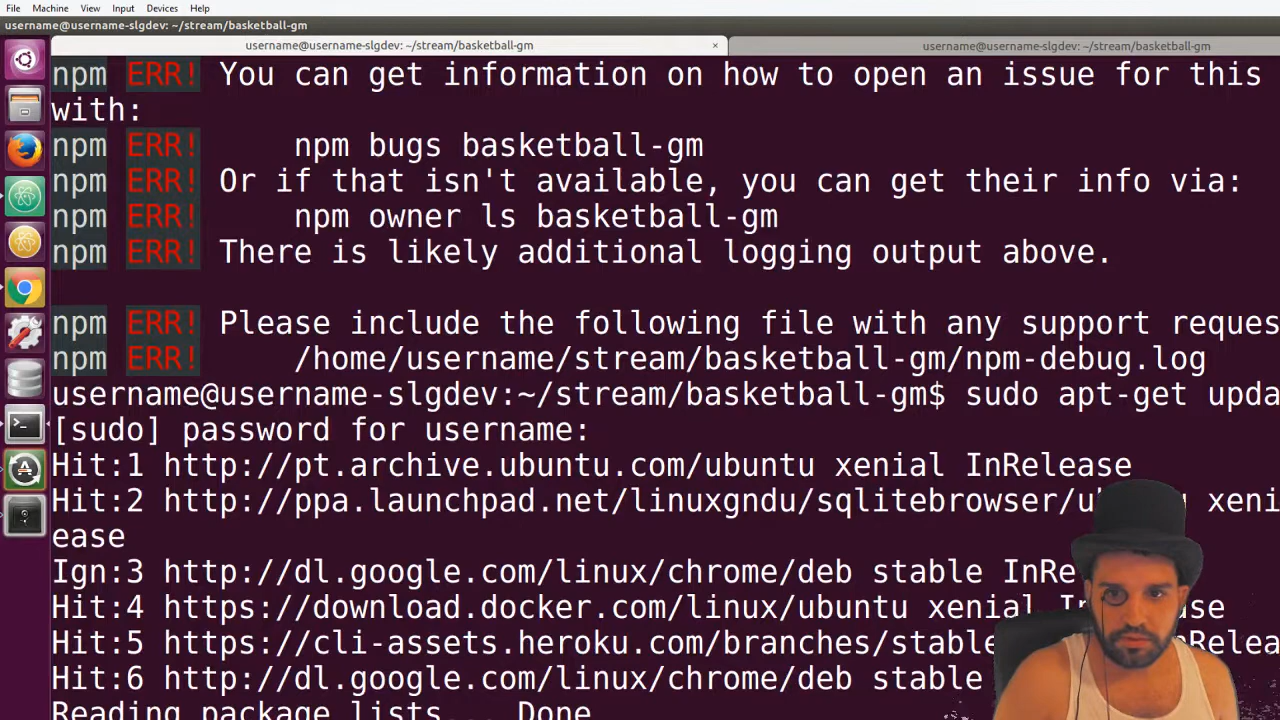 File Machine View Input Devices Help
username@username-slgdev: ~/stream/basketball-gm
username@username-slgdev: ~/stream/basketball-gm × username@username-slgdev: ~/stream/basketball-gm
npm ERR! You can get information on how to open an issue for this
with:
npm ERR! npm bugs basketball-gm
npm ERR! Or if that isn't available, you can get their info via:
npm ERR! npm owner ls basketball-gm
npm ERR! There is likely additional logging output above.
npm ERR! Please include the following file with any support reques
npm ERR! /home/username/stream/basketball-gm/npm-debug.log
username@username-slgdev:~/stream/basketball-gm$ sudo apt-get upda
[sudo] password for username:
Hit:1 http://pt.archive.ubuntu.com/ubuntu xenial InRelease
Hit:2 http://ppa.launchpad.net/linuxgndu/sqlitebrowser/ub u xeni
ease
Ign:3 http://dl.google.com/linux/chrome/deb stable InRe
Hit:4 https://download.docker.com/linux/ubuntu xenial In ease
Hit:5 https://cli-assets.heroku.com/branches/stable nRelea
Hit:6 http://dl.google.com/linux/chrome/deb stable
Reading package lists... Done